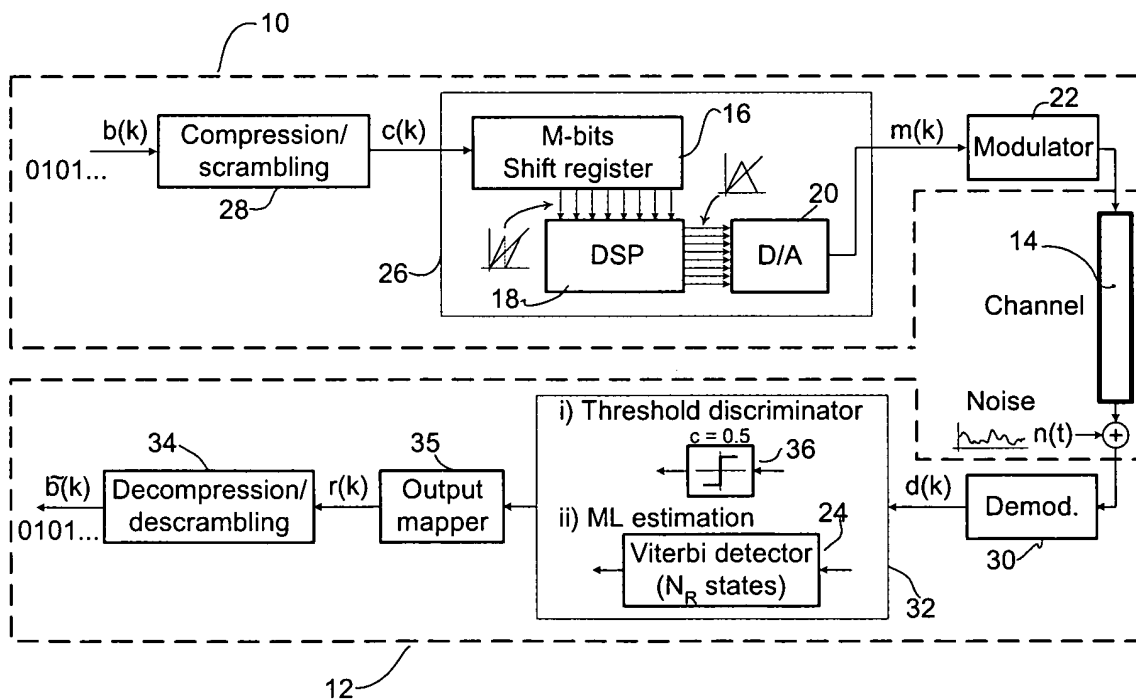 10
b(k)
0101...
Compression/
scrambling
28
c(k)
26
M-bits
Shift register
16
DSP
18
20
D/A
m(k)
22
Modulator
14
Channel
Noise
n(t)
+
i) Threshold discriminator
c = 0.5
36
ii) ML estimation
24
Viterbi detector
(N_R states)
32
d(k)
Demod.
30
35
Output
mapper
r(k)
34
Decompression/
descrambling
b̄(k)
0101...
12